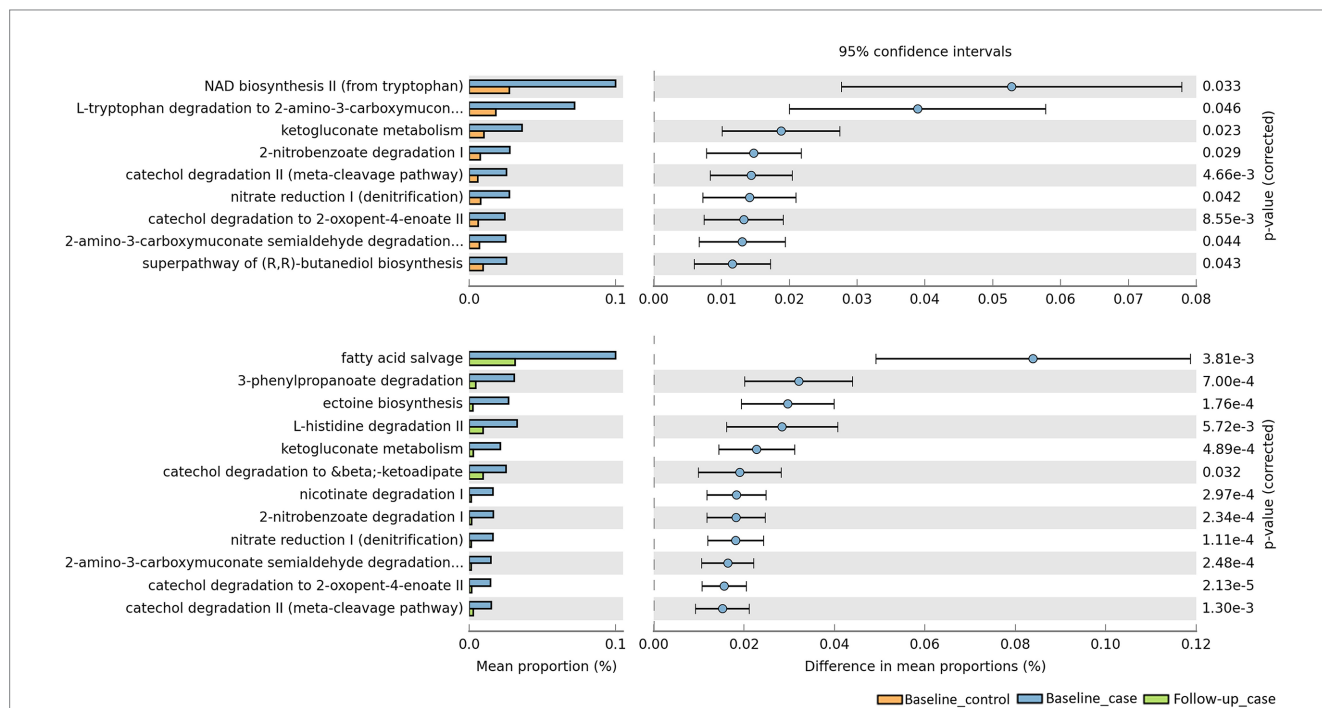 95% confidence intervals
NAD biosynthesis II (from tryptophan) 0.033
L-tryptophan degradation to 2-amino-3-carboxymucon... 0.046
ketogluconate metabolism 0.023
2-nitrobenzoate degradation I 0.029
catechol degradation II (meta-cleavage pathway) 4.66e-3
nitrate reduction I (denitrification) 0.042
catechol degradation to 2-oxopent-4-enoate II 8.55e-3
2-amino-3-carboxymuconate semialdehyde degradation... 0.044
superpathway of (R,R)-butanediol biosynthesis 0.043
p-value (corrected)
0.0 0.1 0.00 0.01 0.02 0.03 0.04 0.05 0.06 0.07 0.08
fatty acid salvage 3.81e-3
3-phenylpropanoate degradation 7.00e-4
ectoine biosynthesis 1.76e-4
L-histidine degradation II 5.72e-3
ketogluconate metabolism 4.89e-4
catechol degradation to &beta;-ketoadipate 0.032
nicotinate degradation I 2.97e-4
2-nitrobenzoate degradation I 2.34e-4
nitrate reduction I (denitrification) 1.11e-4
2-amino-3-carboxymuconate semialdehyde degradation... 2.48e-4
catechol degradation to 2-oxopent-4-enoate II 2.13e-5
catechol degradation II (meta-cleavage pathway) 1.30e-3
p-value (corrected)
0.0 0.1 0.00 0.02 0.04 0.06 0.08 0.10 0.12
Mean proportion (%) Difference in mean proportions (%)
Baseline_control Baseline_case Follow-up_case